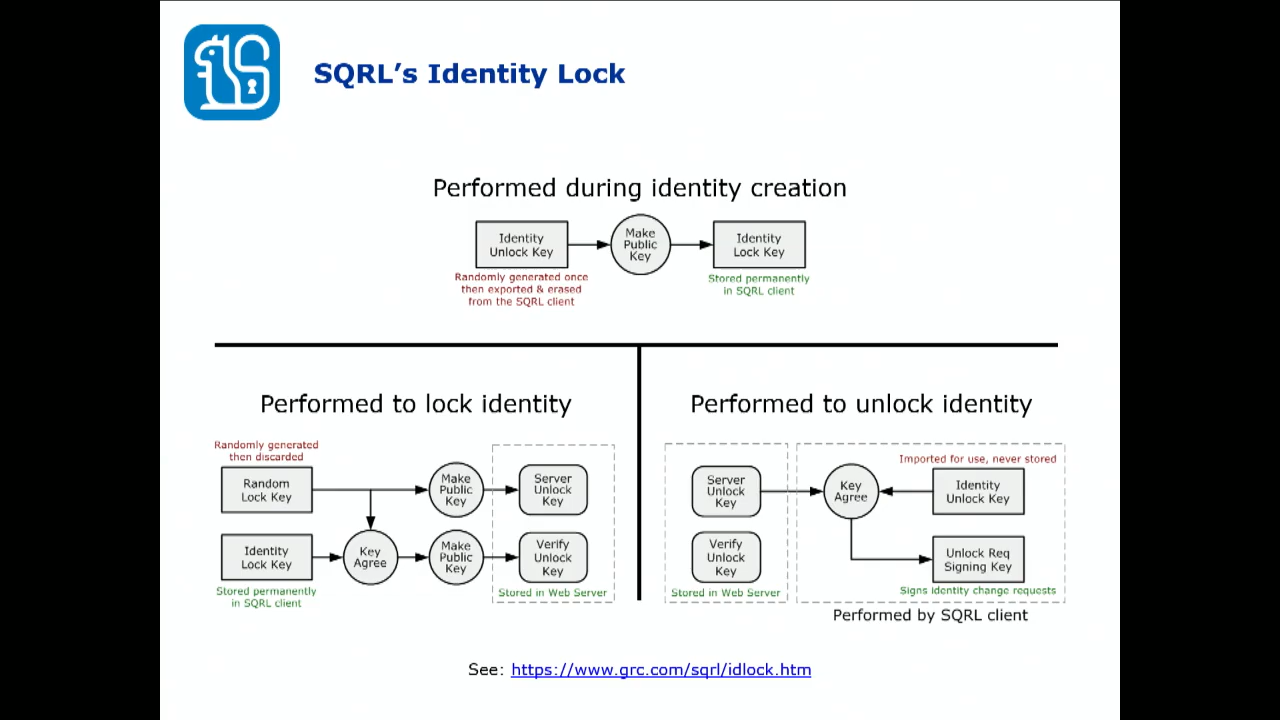 SQRL’s Identity Lock
Performed during identity creation
Identity
Unlock Key
Make
Public
Key
Identity
Lock Key
Randomly generated once
then exported & erased
from the SQRL client
Stored permanently
in SQRL client
Performed to lock identity
Randomly generated
then discarded
Random
Lock Key
Make
Public
Key
Server
Unlock
Key
Identity
Lock Key
Key
Agree
Make
Public
Key
Verify
Unlock
Key
Stored permanently
in SQRL client
Stored in Web Server
Performed to unlock identity
Imported for use, never stored
Server
Unlock
Key
Key
Agree
Identity
Unlock Key
Verify
Unlock
Key
Unlock Req
Signing Key
Stored in Web Server
Signs identity change requests
Performed by SQRL client
See: https://www.grc.com/sqrl/idlock.htm